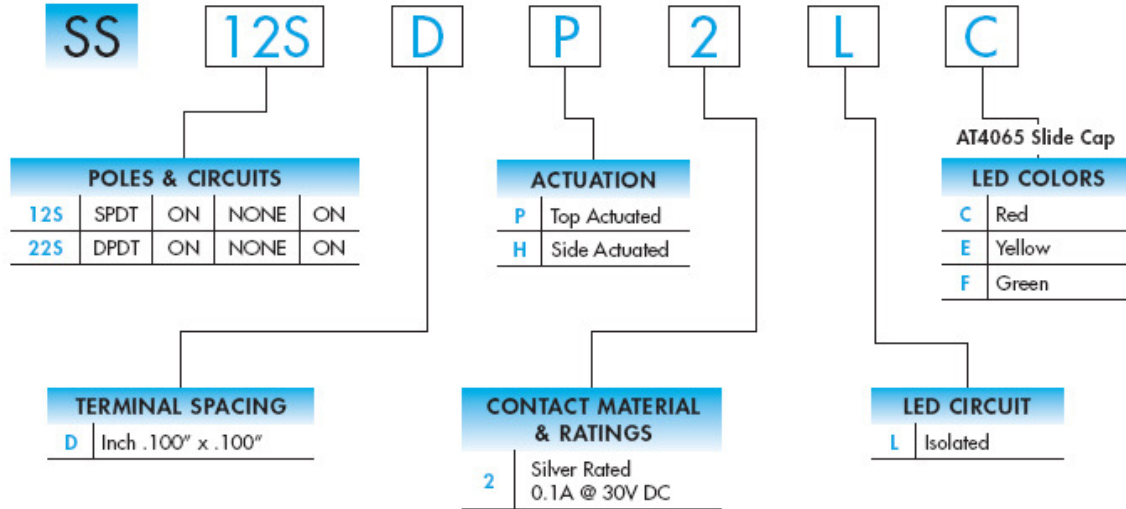 SS 12S D P 2 L C
AT4065 Slide Cap
POLES & CIRCUITS
12S SPDT ON NONE ON
22S DPDT ON NONE ON
ACTUATION
P Top Actuated
H Side Actuated
LED COLORS
C Red
E Yellow
F Green
TERMINAL SPACING
D Inch .100” x .100”
CONTACT MATERIAL
& RATINGS
2 Silver Rated
0.1A @ 30V DC
LED CIRCUIT
L Isolated